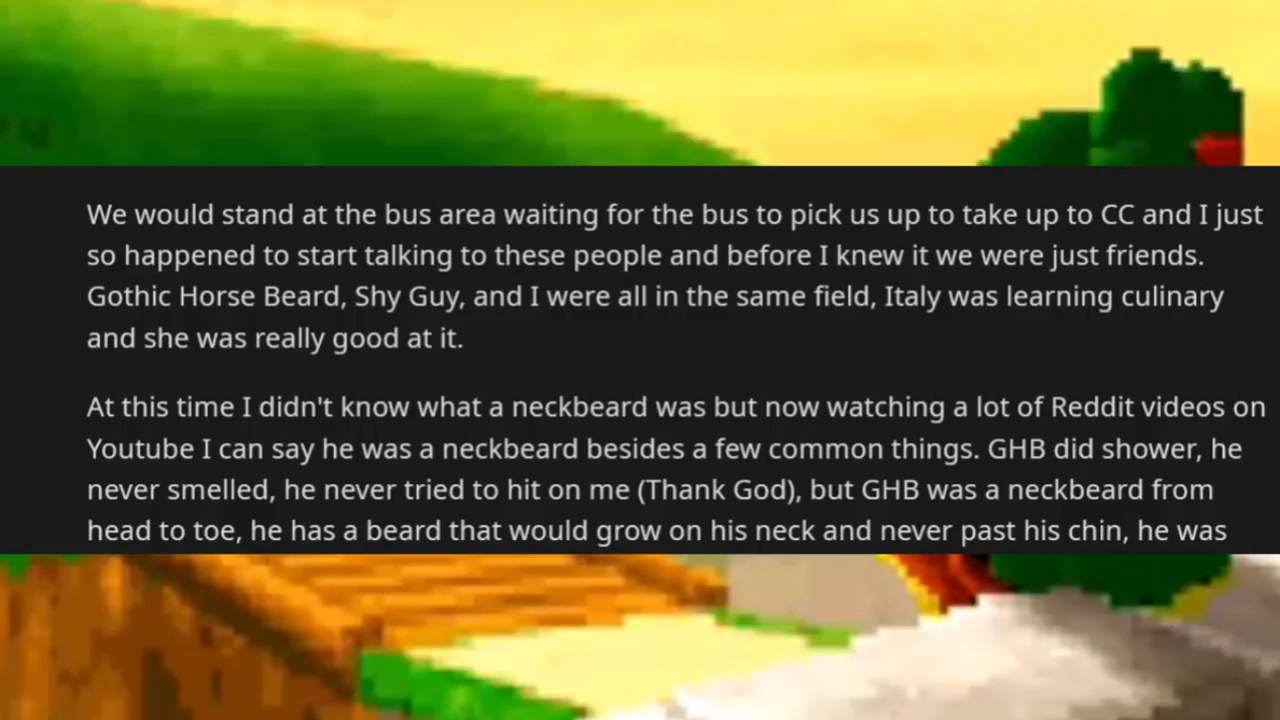 We would stand at the bus area waiting for the bus to pick us up to take up to CC and I just
so happened to start talking to these people and before I knew it we were just friends.
Gothic Horse Beard, Shy Guy, and I were all in the same field, Italy was learning culinary
and she was really good at it.
At this time I didn't know what a neckbeard was but now watching a lot of Reddit videos on
Youtube I can say he was a neckbeard besides a few common things. GHB did shower, he
never smelled, he never tried to hit on me (Thank God), but GHB was a neckbeard from
head to toe, he has a beard that would grow on his neck and never past his chin, he was